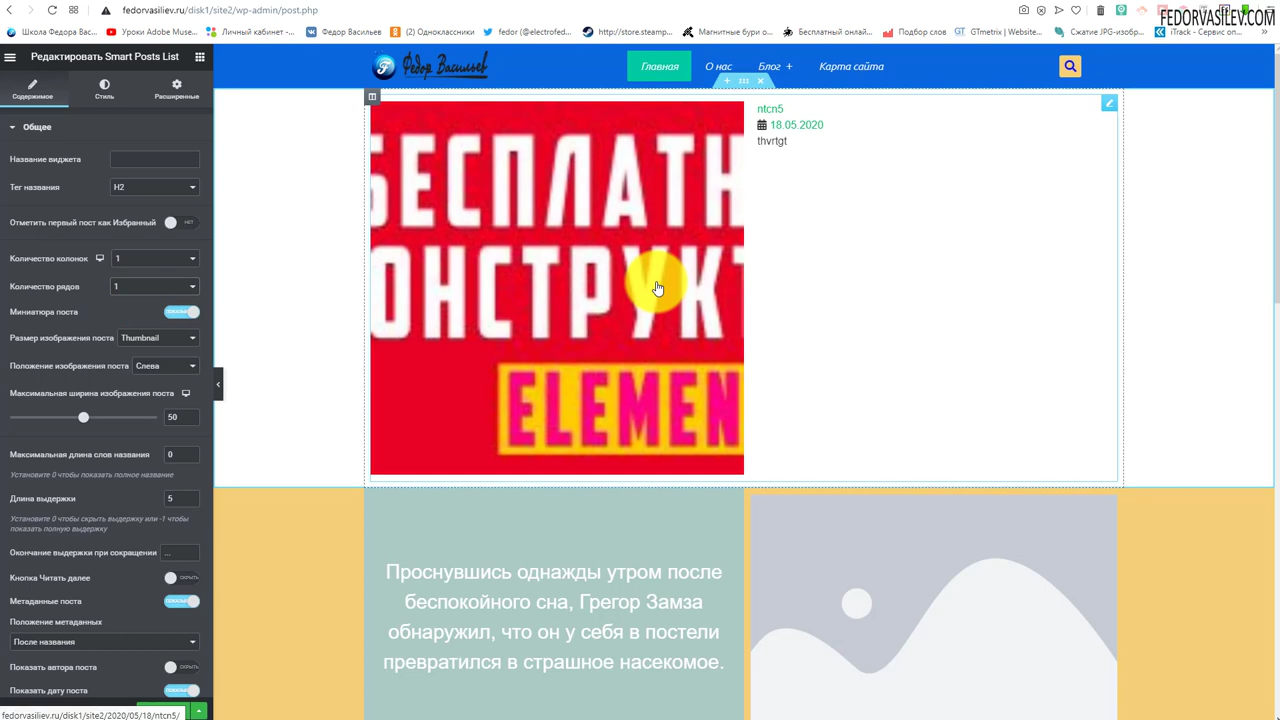 fedorvasiliev.ru/disk1/site2/wp-admin/post.php
FEDORVASILEV.COM
Школа Федора Вас...
Уроки Adobe Muse...
Личный кабинет -...
Федор Васильев
(2) Одноклассники
fedor (@electrofed...
http://store.steamp...
Магнитные бури о...
Бесплатный онлай...
Подбор слов
GTmetrix | Website...
Сжатие JPG-изобр...
iTrack - Сервис оп...
Редактировать Smart Posts List
Федор Васильев
Главная
О нас
Блог +
Карта сайта
Содержимое
Стиль
Расширенные
Общее
Название виджета
Тег названия
H2
Отметить первый пост как Избранный
НЕТ
Количество колонок
1
Количество рядов
1
Миниатюра поста
Размер изображения поста
Thumbnail
Положение изображения поста
Слева
Максимальная ширина изображения поста
50
Максимальная длина слов названия
0
Установите 0 чтобы показать полное название
Длина выдержки
5
Установите 0 чтобы скрыть выдержку или -1 чтобы
показать полную выдержку
Окончание выдержки при сокращении
...
Кнопка Читать далее
СКРЫТЬ
Метаданные поста
Положение метаданных
После названия
Показать автора поста
СКРЫТЬ
Показать дату поста
fedorvasiliev.ru/disk1/site2/2020/05/18/ntcn5/
БЕСПЛАТН
ОНСТРУК
ELEMEN
ntcn5
18.05.2020
thvrtgt
Проснувшись однажды утром после
беспокойного сна, Грегор Замза
обнаружил, что он у себя в постели
превратился в страшное насекомое.